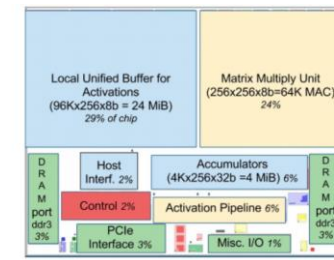 Local Unified Buffer for
Activations
(96Kx256x8b = 24 MiB)
29% of chip
Matrix Multiply Unit
(256x256x8b=64K MAC)
24%
D
R
A
M
port
ddr3
3%
Host
Interf. 2%
Accumulators
(4Kx256x32b =4 MiB) 6%
D
R
A
M
port
ddr3
3%
Control 2%
Activation Pipeline 6%
PCIe
Interface 3%
Misc. I/O 1%